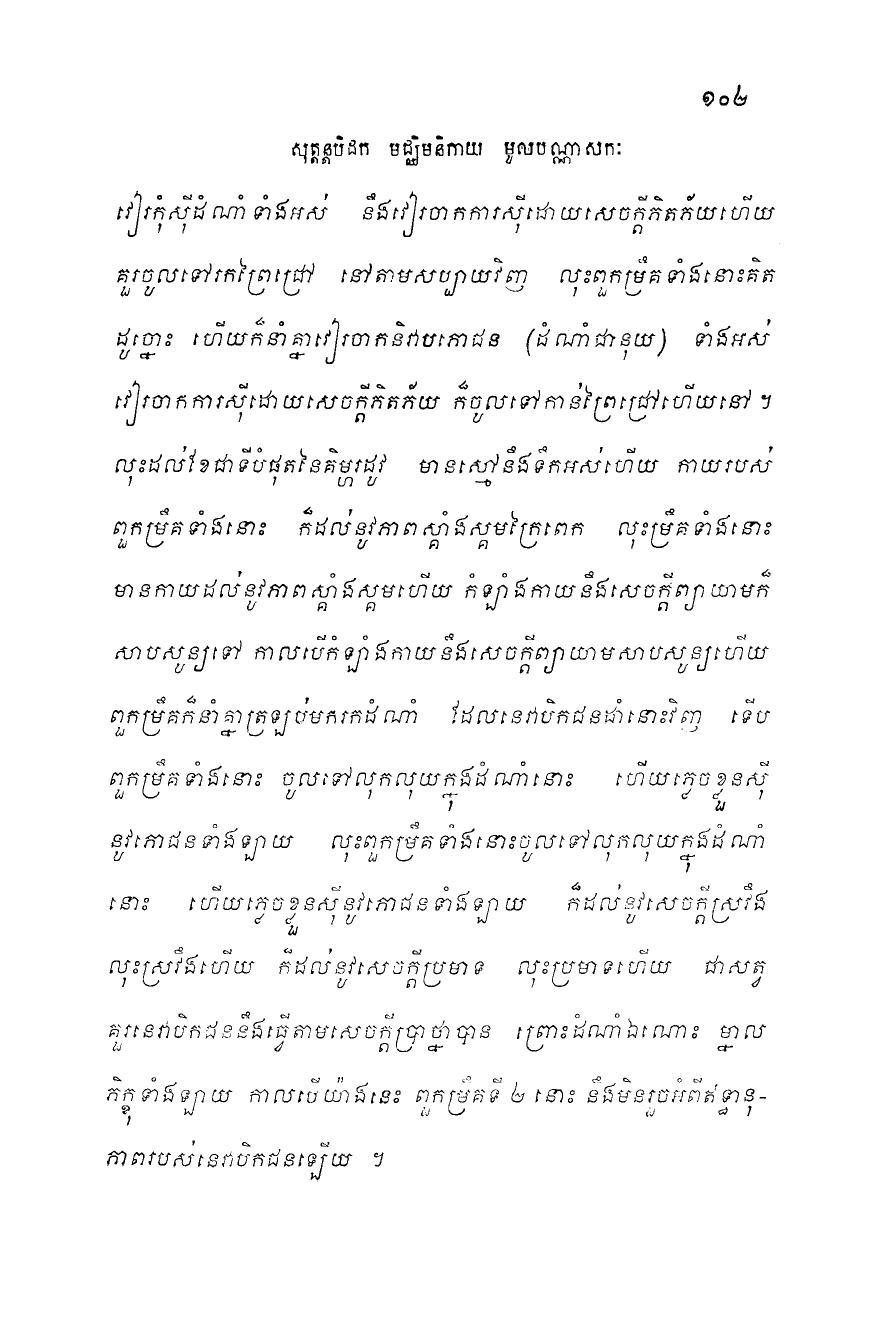 ១០២
សុត្តន្តបិដក មជ្ឈិមនិកាយ មូលបណ្ណាសកៈ
វៀរកុំស៊ីដំណាំទាំងអស់ នឹងវៀរចាកការស៊ីដោយសេចក្តីភិតភ័យហើយ
គួរចូលទៅរកព្រៃជ្រៅ នៅតាមសប្បាយវិញ លុះពួកម្រឹគទាំងនោះគិត
ដូច្នោះ ហើយក៏នាំគ្នាវៀរចាកនិវាបភោជន (ដំណាំជានុយ) ទាំងអស់
វៀរចាកការស៊ីដោយសេចក្តីភិតភ័យ ក៏ចូលទៅកាន់ព្រៃជ្រៅហើយនៅ ។
លុះដល់ខែជាទីបំផុតនៃគិម្ហរដូវ មានស្មៅនឹងទឹកអស់ហើយ កាយរបស់
ពួកម្រឹគទាំងនោះ ក៏ដល់នូវភាពស្គាំងស្គមក្រៃពេក លុះម្រឹគទាំងនោះ
មានកាយដល់នូវភាពស្គាំងស្គមហើយ កំឡាំងកាយនឹងសេចក្តីព្យាយាមក៏
សាបសូន្យទៅ កាលបើកំឡាំងកាយនឹងសេចក្តីព្យាយាមសាបសូន្យហើយ
ពួកម្រឹគក៏នាំគ្នាត្រឡប់មករកដំណាំ ដែលនេវាបិកជនដាំនោះវិញ ទើប
ពួកម្រឹគទាំងនោះ ចូលទៅលុកលុយក្នុងដំណាំនោះ ហើយភ្លេចខ្លួនស៊ី
នូវភោជនទាំងឡាយ លុះពួកម្រឹគទាំងនោះចូលទៅលុកលុយក្នុងដំណាំ
នោះ ហើយភ្លេចខ្លួនស៊ីនូវភោជនទាំងឡាយ ក៏ដល់នូវសេចក្តីស្រវឹង
លុះស្រវឹងហើយ ក៏ដល់នូវសេចក្តីប្រមាទ លុះប្រមាទហើយ ជាសត្វ
គួរនេវាបិកជននឹងធ្វើតាមសេចក្តីប្រាថ្នាបាន ព្រោះដំណាំឯណោះ ម្នាល
ភិក្ខុទាំងឡាយ កាលបើយ៉ាងនេះ ពួកម្រឹគទី ២ នោះ នឹងមិនរួចអំពីឥទ្ធានុ-
ភាពរបស់នេវាបិកជនឡើយ ។